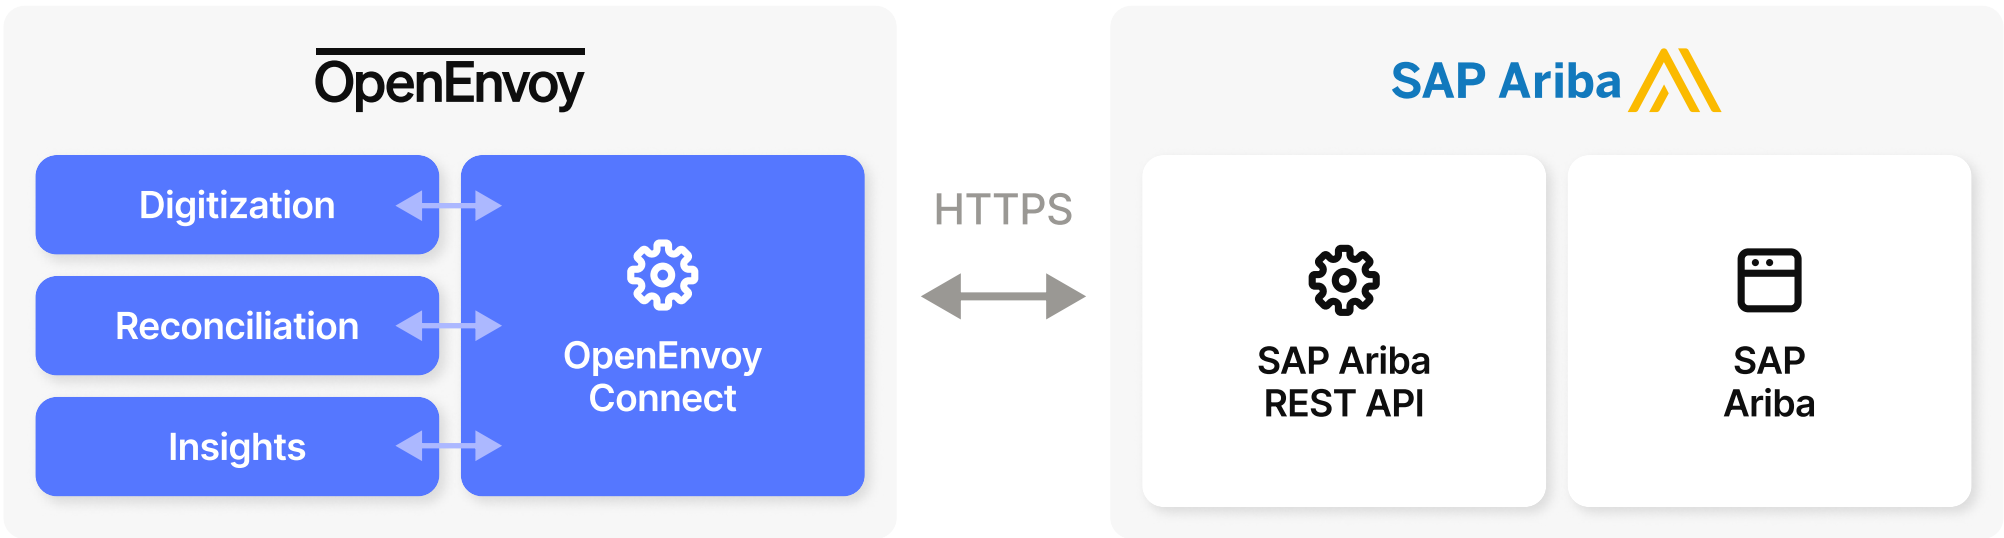 OpenEnvoy
Digitization
Reconciliation
Insights
OpenEnvoy
Connect
HTTPS
SAP Ariba
SAP Ariba
REST API
SAP
Ariba